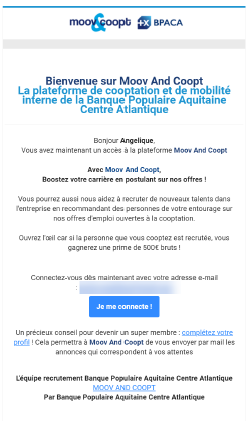 moov&coopt +X BPACA
Bienvenue sur Moov And Coopt
La plateforme de cooptation et de mobilité
interne de la Banque Populaire Aquitaine
Centre Atlantique
Bonjour Angelique,
Vous avez maintenant un accès à la plateforme Moov And Coopt
Avec Moov And Coopt,
Boostez votre carrière en postulant sur nos offres !
Vous pourrez aussi nous aidez à recruter de nouveaux talents dans
l'entreprise en recommandant des personnes de votre entourage sur
nos offres d'emploi ouvertes à la cooptation.
Ouvrez l'œil car si la personne que vous cooptez est recrutée, vous
gagnerez une prime de 500€ bruts !
Connectez-vous dès maintenant avec votre adresse e-mail
:
Je me connecte !
Un précieux conseil pour devenir un super membre : complétez votre
profil ! Cela permettra à Moov And Coopt de vous envoyer par mail les
annonces qui correspondent à vos attentes
L'équipe recrutement Banque Populaire Aquitaine Centre Atlantique
MOOV AND COOPT
Par Banque Populaire Aquitaine Centre Atlantique